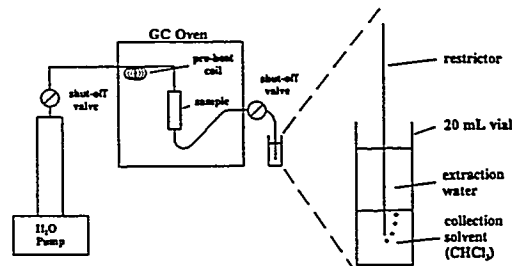 GC Oven
pre-heat
coil
shut-off
valve
sample
shut-off
valve
H₂O
Pump
restrictor
20 mL vial
extraction
water
collection
solvent
(CHCl₃)